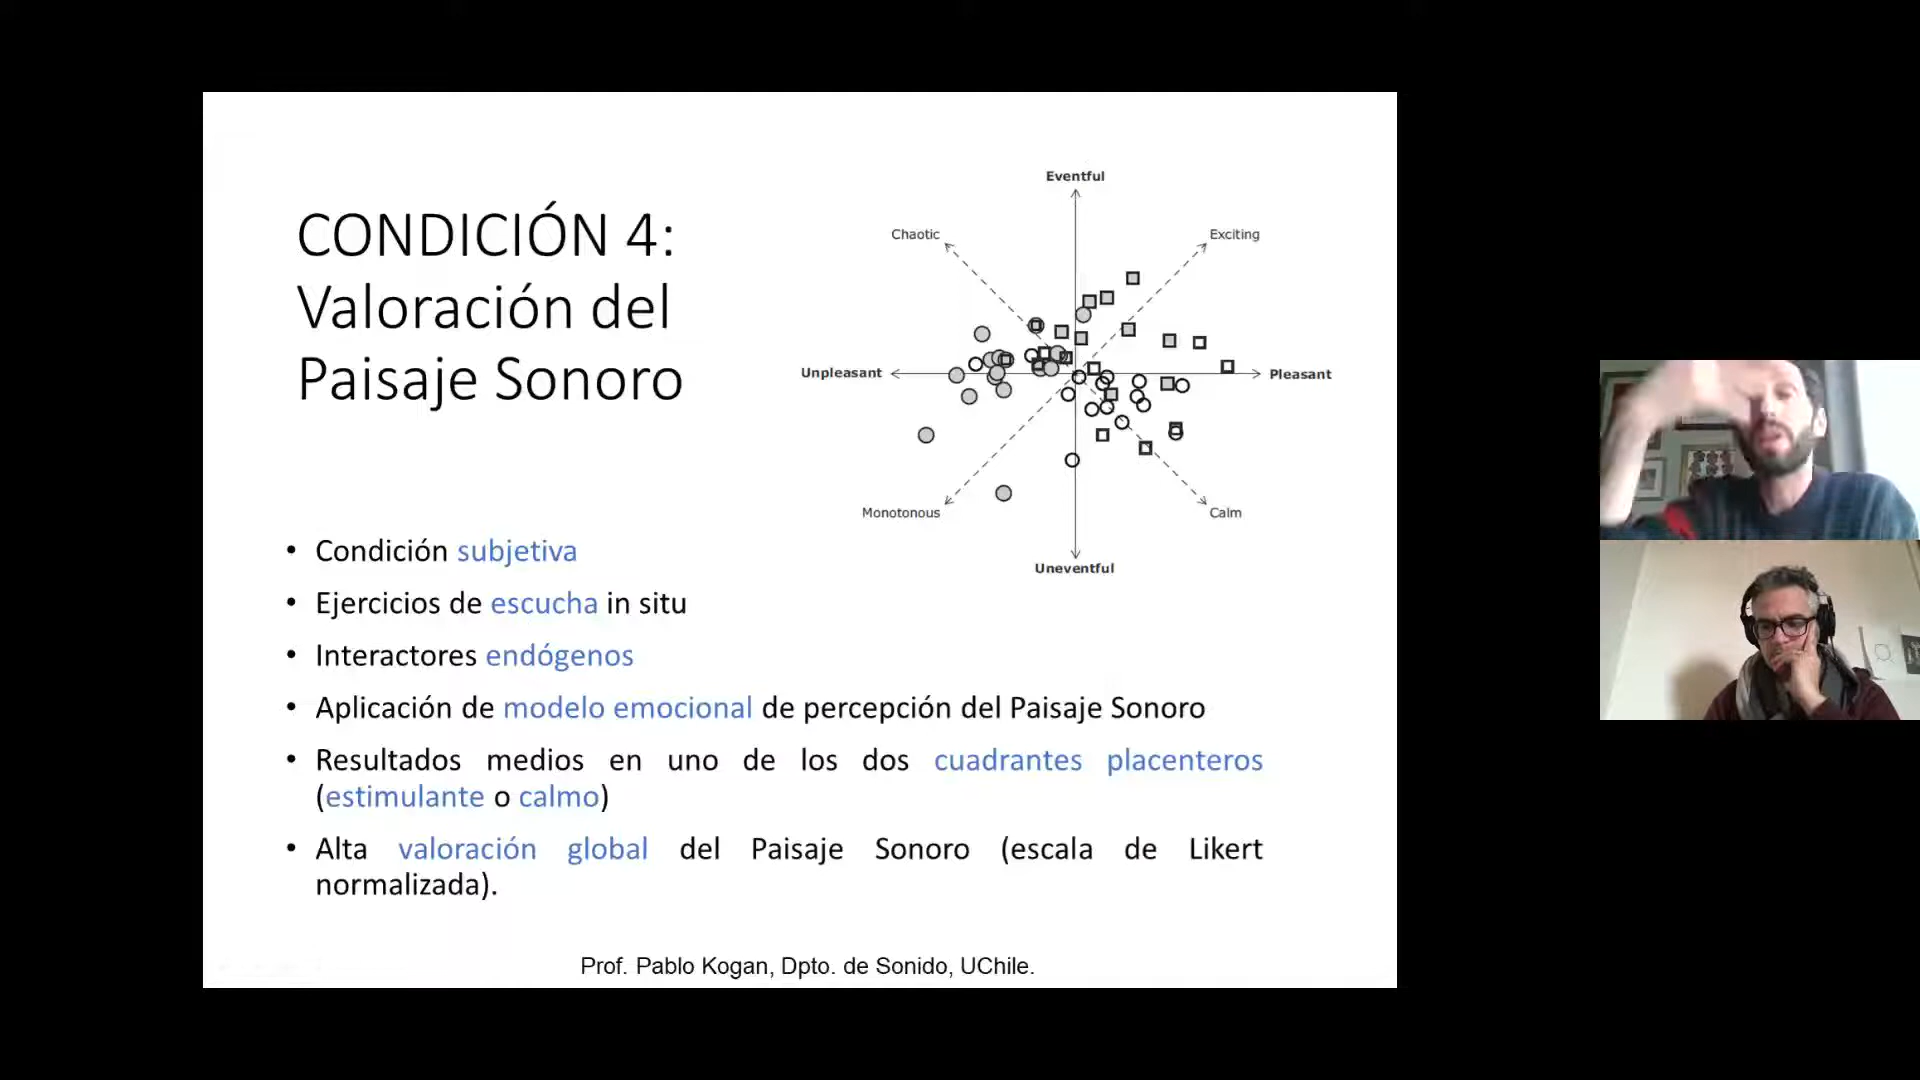 CONDICIÓN 4:
Valoración del
Paisaje Sonoro
Eventful
Chaotic
Exciting
Unpleasant
Pleasant
Monotonous
Calm
Uneventful
• Condición subjetiva
• Ejercicios de escucha in situ
• Interactores endógenos
• Aplicación de modelo emocional de percepción del Paisaje Sonoro
• Resultados medios en uno de los dos cuadrantes placenteros
(estimulante o calmo)
• Alta valoración global del Paisaje Sonoro (escala de Likert
normalizada).
Prof. Pablo Kogan, Dpto. de Sonido, UChile.